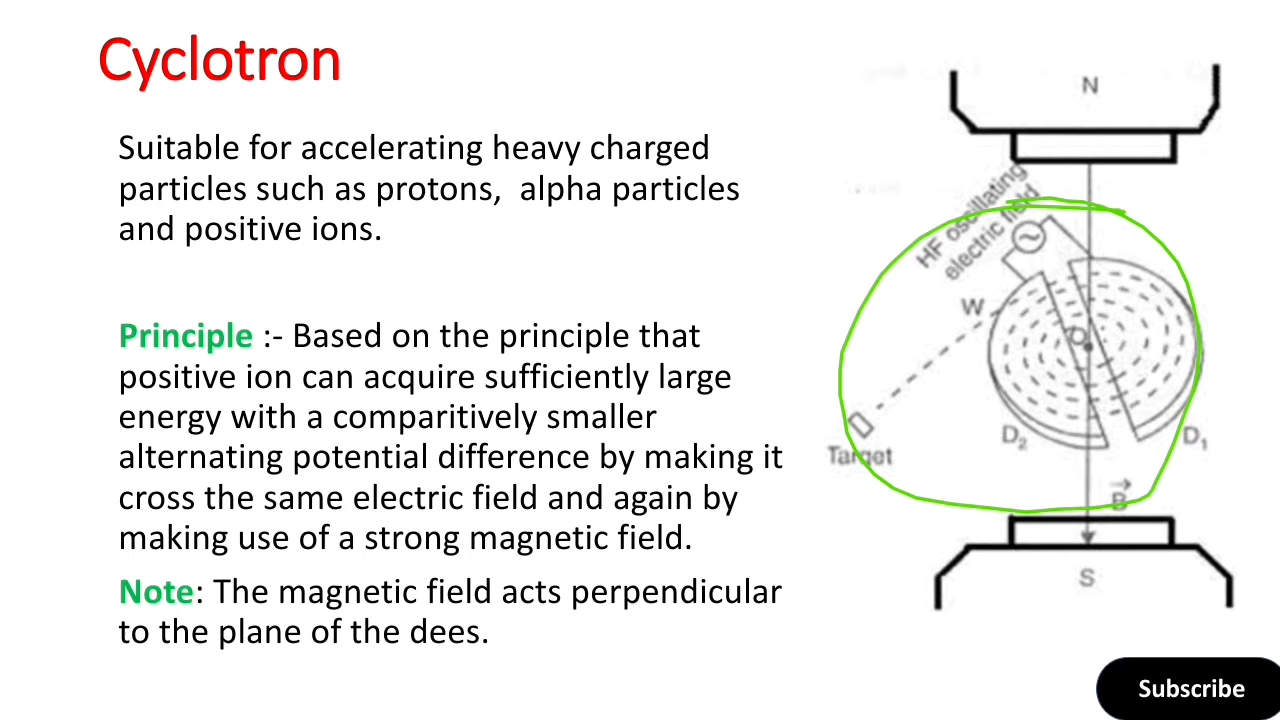 Cyclotron
Suitable for accelerating heavy charged
particles such as protons, alpha particles
and positive ions.
Principle :- Based on the principle that
positive ion can acquire sufficiently large
energy with a comparitively smaller
alternating potential difference by making it
cross the same electric field and again by
making use of a strong magnetic field.
Note: The magnetic field acts perpendicular
to the plane of the dees.
N
HF oscillating
electric field
~
W
O
D₂
D₁
Target
B
S
Subscribe